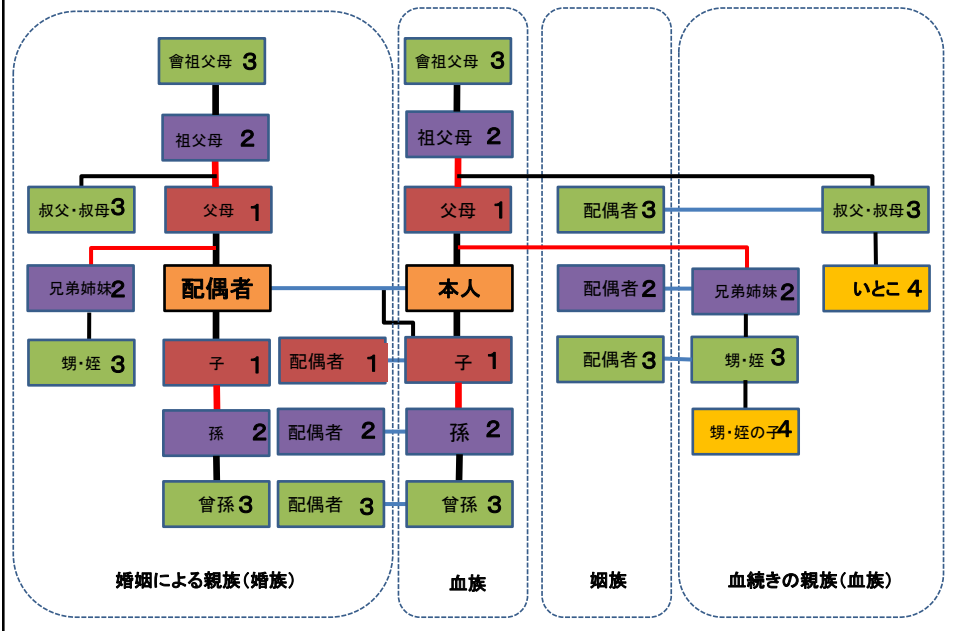 會祖父母 3
會祖父母 3
祖父母 2
祖父母 2
叔父・叔母 3
父母 1
父母 1
配偶者 3
叔父・叔母 3
兄弟姉妹 2
配偶者
本人
配偶者 2
兄弟姉妹 2
いとこ 4
甥・姪 3
子 1
配偶者 1
子 1
配偶者 3
甥・姪 3
孫 2
配偶者 2
孫 2
甥・姪の子 4
曾孫 3
配偶者 3
曾孫 3
婚姻による親族(婚族)
血族
姻族
血続きの親族(血族)